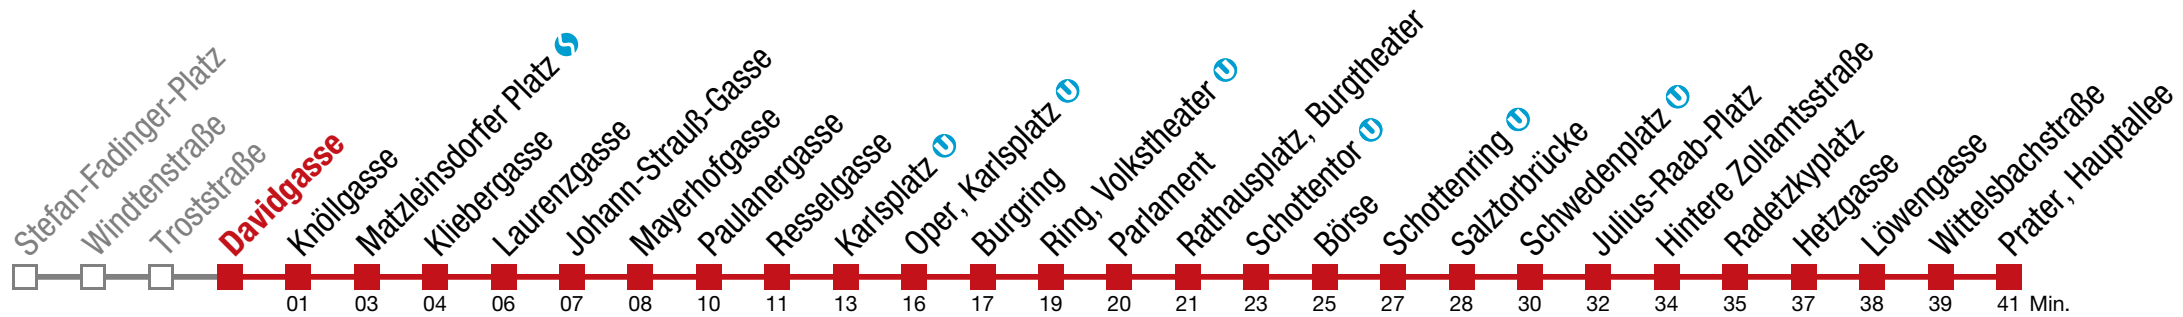 Stefan-Fadinger-Platz
Windtenstraße
Troststraße
Davidgasse
Knöllgasse
Matzleinsdorfer Platz
Kliebergasse
Laurenzgasse
Johann-Strauß-Gasse
Mayerhofgasse
Paulanergasse
Resselgasse
Karlsplatz U
Oper, Karlsplatz U
Burgring
Ring, Volkstheater U
Parlament
Rathausplatz, Burgtheater
Schottentor U
Börse
Schottenring U
Salztorbrücke
Schwedenplatz U
Julius-Raab-Platz
Hintere Zollamtsstraße
Radetzkyplatz
Hetzgasse
Löwengasse
Wittelsbachstraße
Prater, Hauptallee
01 03 04 06 07 08 10 11 13 16 17 19 20 21 23 25 27 28 30 32 34 35 37 38 39 41 Min.